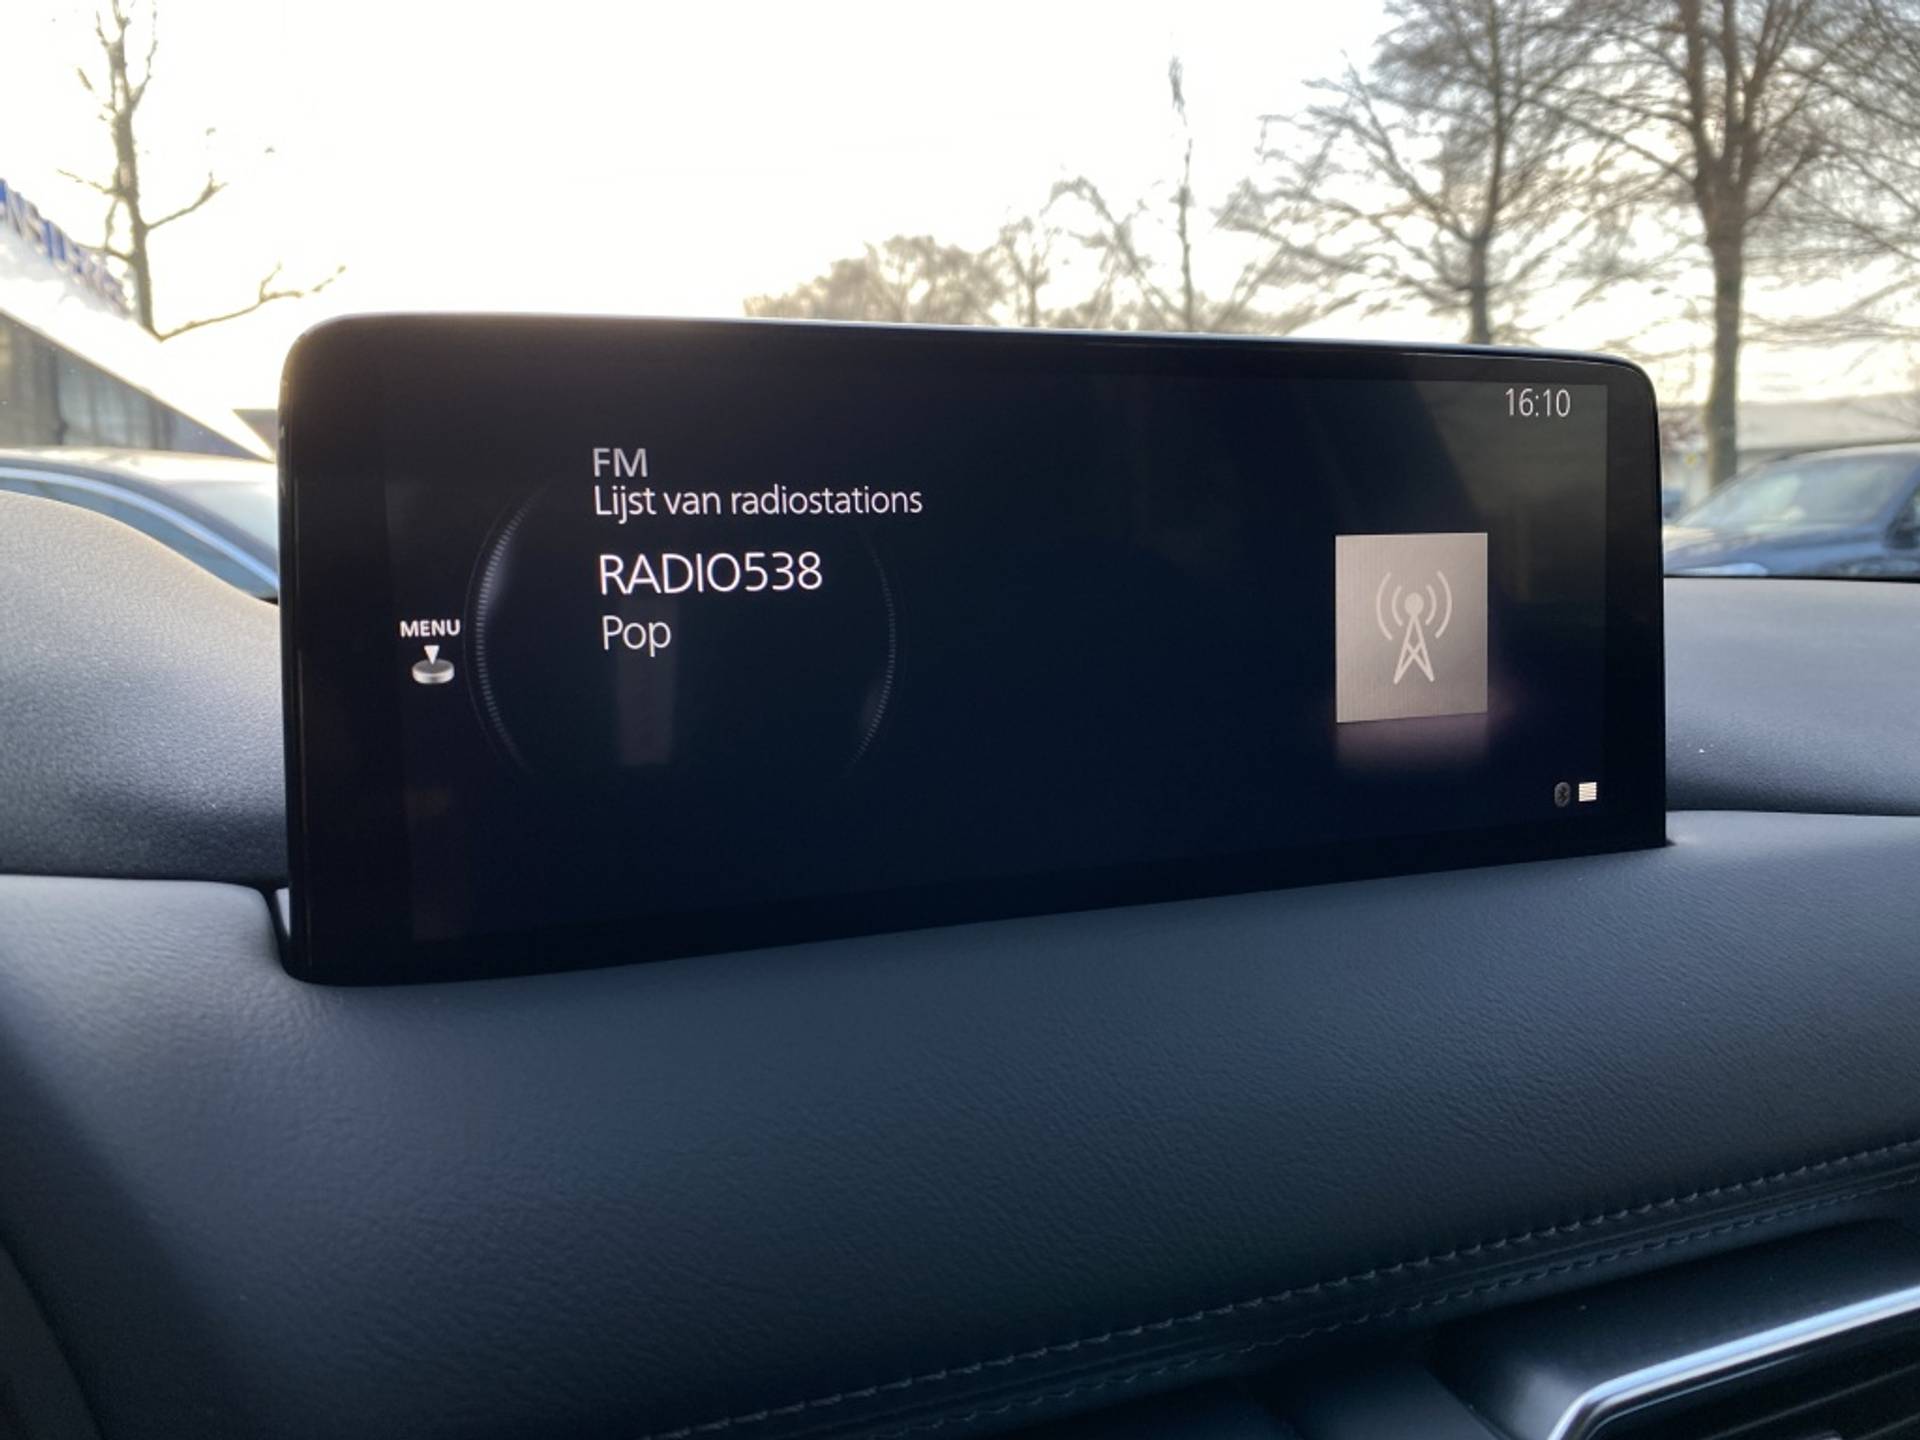 16:10
FM
Lijst van radiostations
RADIO538
Pop
MENU